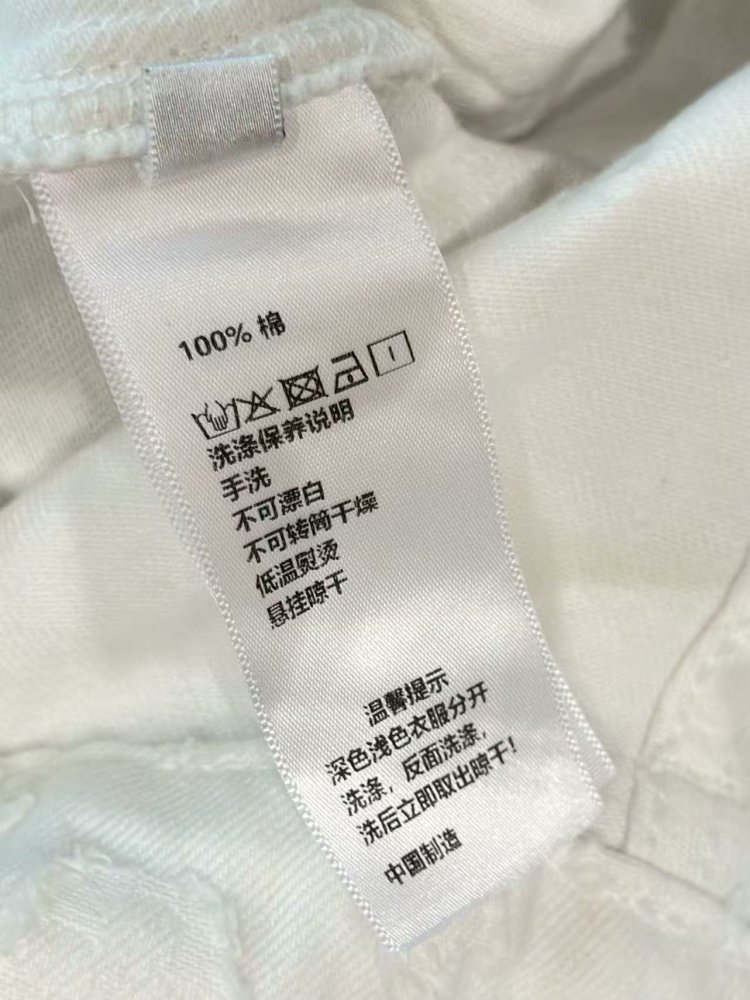 100% 棉
洗涤保养说明
手洗
不可漂白
不可转筒干燥
低温熨烫
悬挂晾干
温馨提示
深色浅色衣服分开
洗涤，反面洗涤，
洗后立即取出晾干！
中国制造